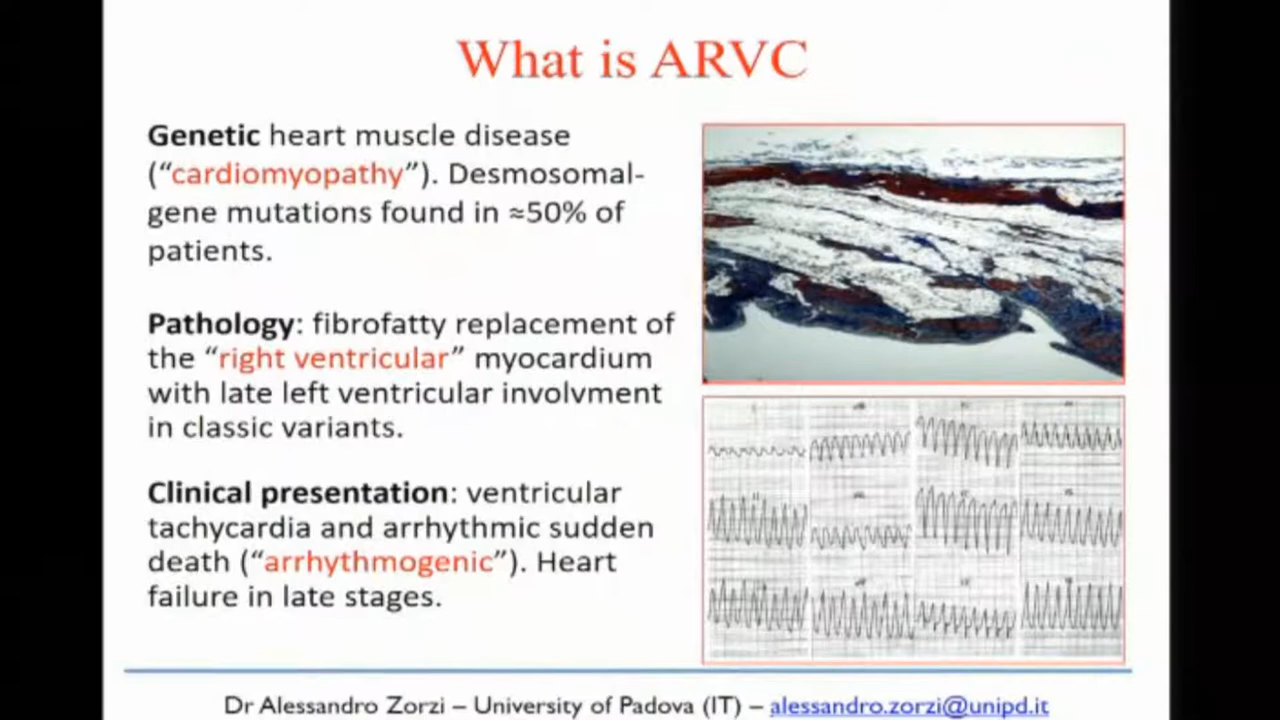 What is ARVC
Genetic heart muscle disease
(“cardiomyopathy”). Desmosomal-
gene mutations found in ≈50% of
patients.
Pathology: fibrofatty replacement of
the “right ventricular” myocardium
with late left ventricular involvment
in classic variants.
Clinical presentation: ventricular
tachycardia and arrhythmic sudden
death (“arrhythmogenic”). Heart
failure in late stages.
Dr Alessandro Zorzi – University of Padova (IT) – alessandro.zorzi@unipd.it